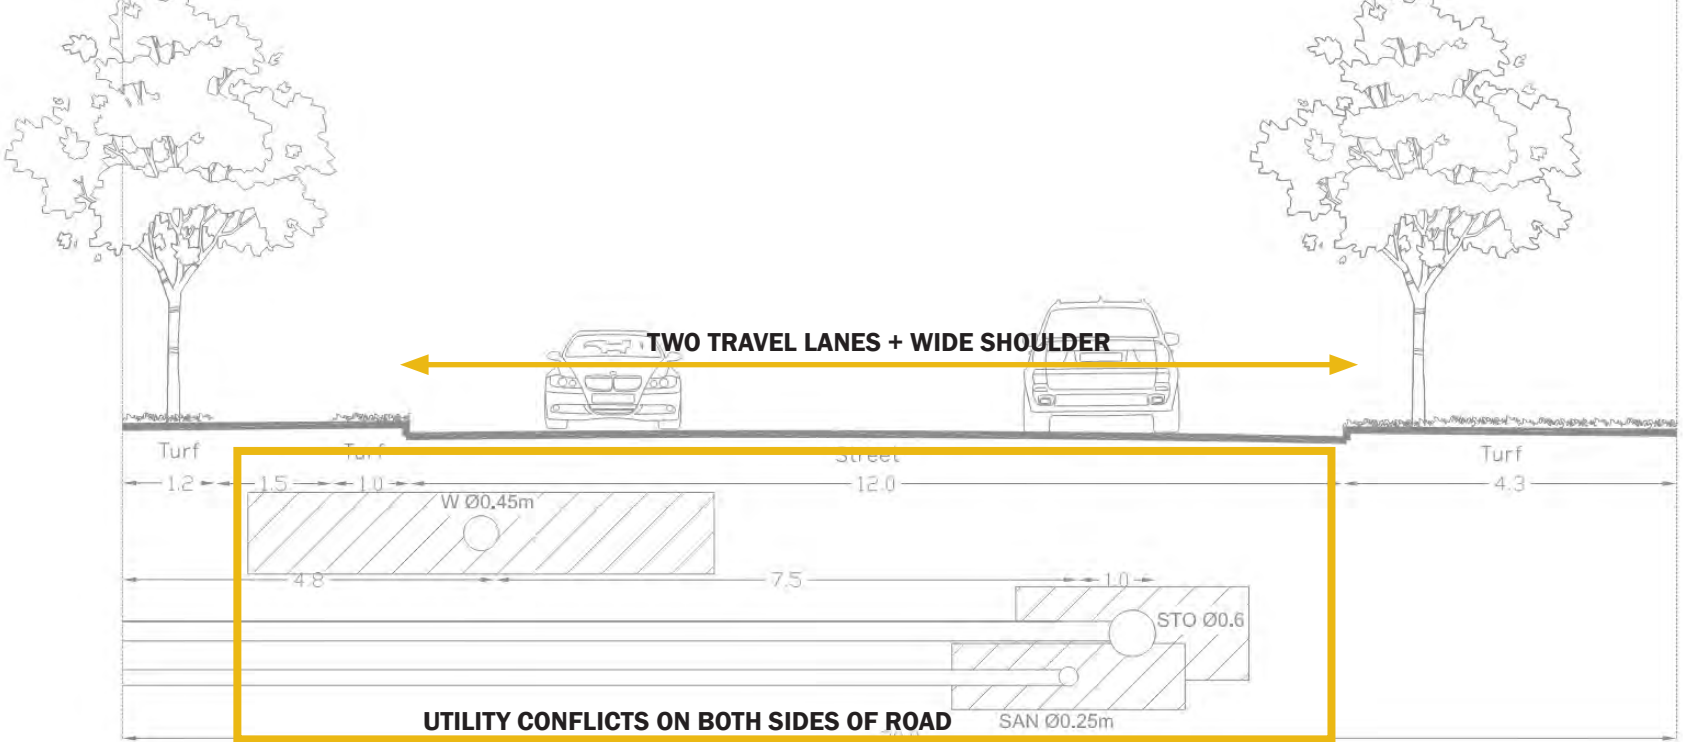 TWO TRAVEL LANES + WIDE SHOULDER
Turf
Turf
Street
Turf
1.2
1.5
1.0
12.0
4.3
W Ø0.45m
4.8
7.5
1.0
STO Ø0.6
UTILITY CONFLICTS ON BOTH SIDES OF ROAD
SAN Ø0.25m